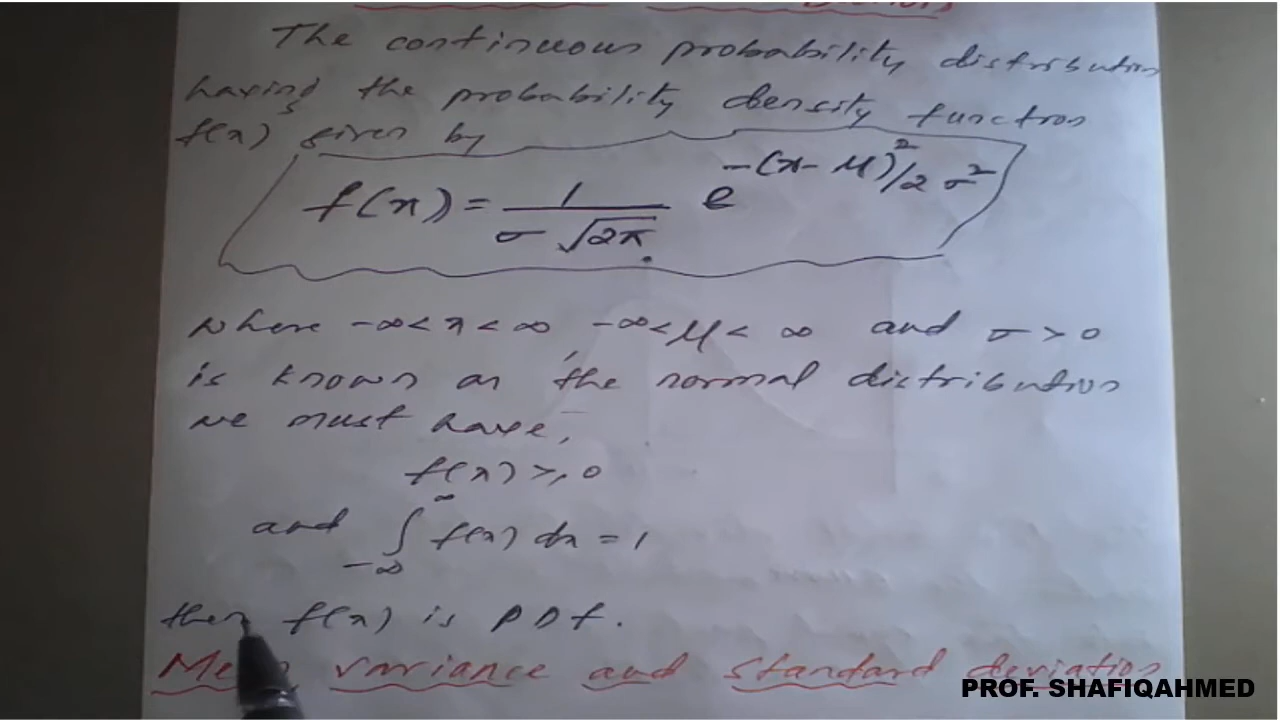 The continuous probability distribution
having the probability density function
f(x) given by
f(x) = 1 / σ √2π e^-(x-μ)²/2σ²
where -∞<x<∞, -∞<μ<∞ and σ>0
is known as the normal distribution
we must have,
f(x) ≥ 0
and ∫_{-∞}^{∞} f(x) dx = 1
then f(x) is PDf.
variance and standard deviation
PROF. SHAFIQAHMED